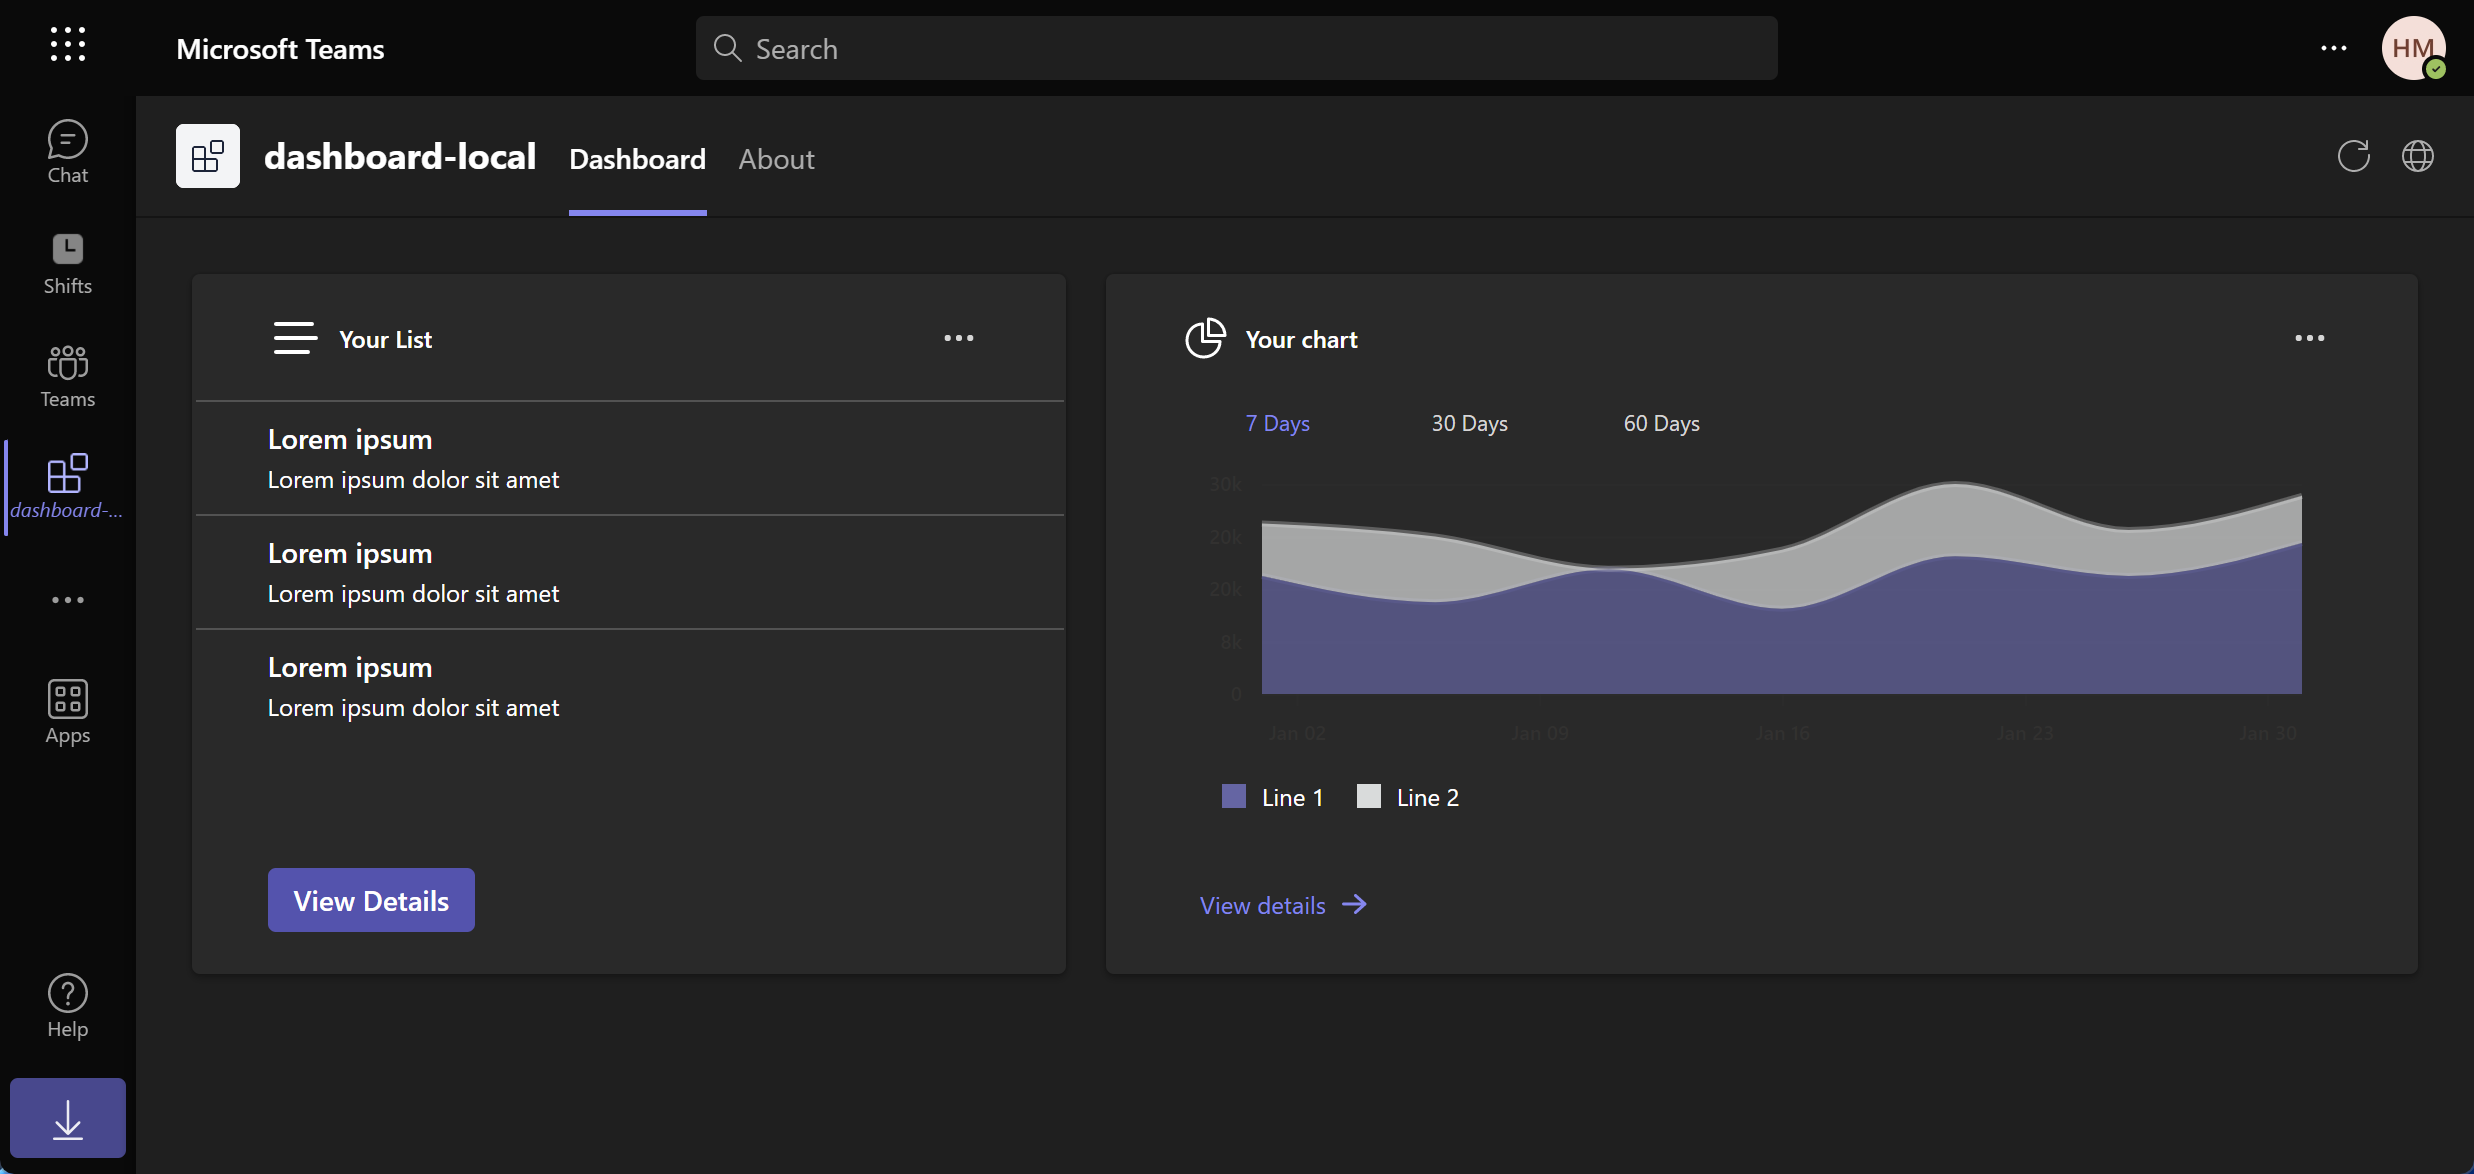 Microsoft Teams
Search
HM
Chat
Shifts
Teams
dashboard-...
Apps
Help
dashboard-local Dashboard About
Your List
Lorem ipsum
Lorem ipsum dolor sit amet
Lorem ipsum
Lorem ipsum dolor sit amet
Lorem ipsum
Lorem ipsum dolor sit amet
View Details
Your chart
7 Days 30 Days 60 Days
30k
20k
20k
8k
0
Jan 02 Jan 09 Jan 16 Jan 23 Jan 30
Line 1 Line 2
View details